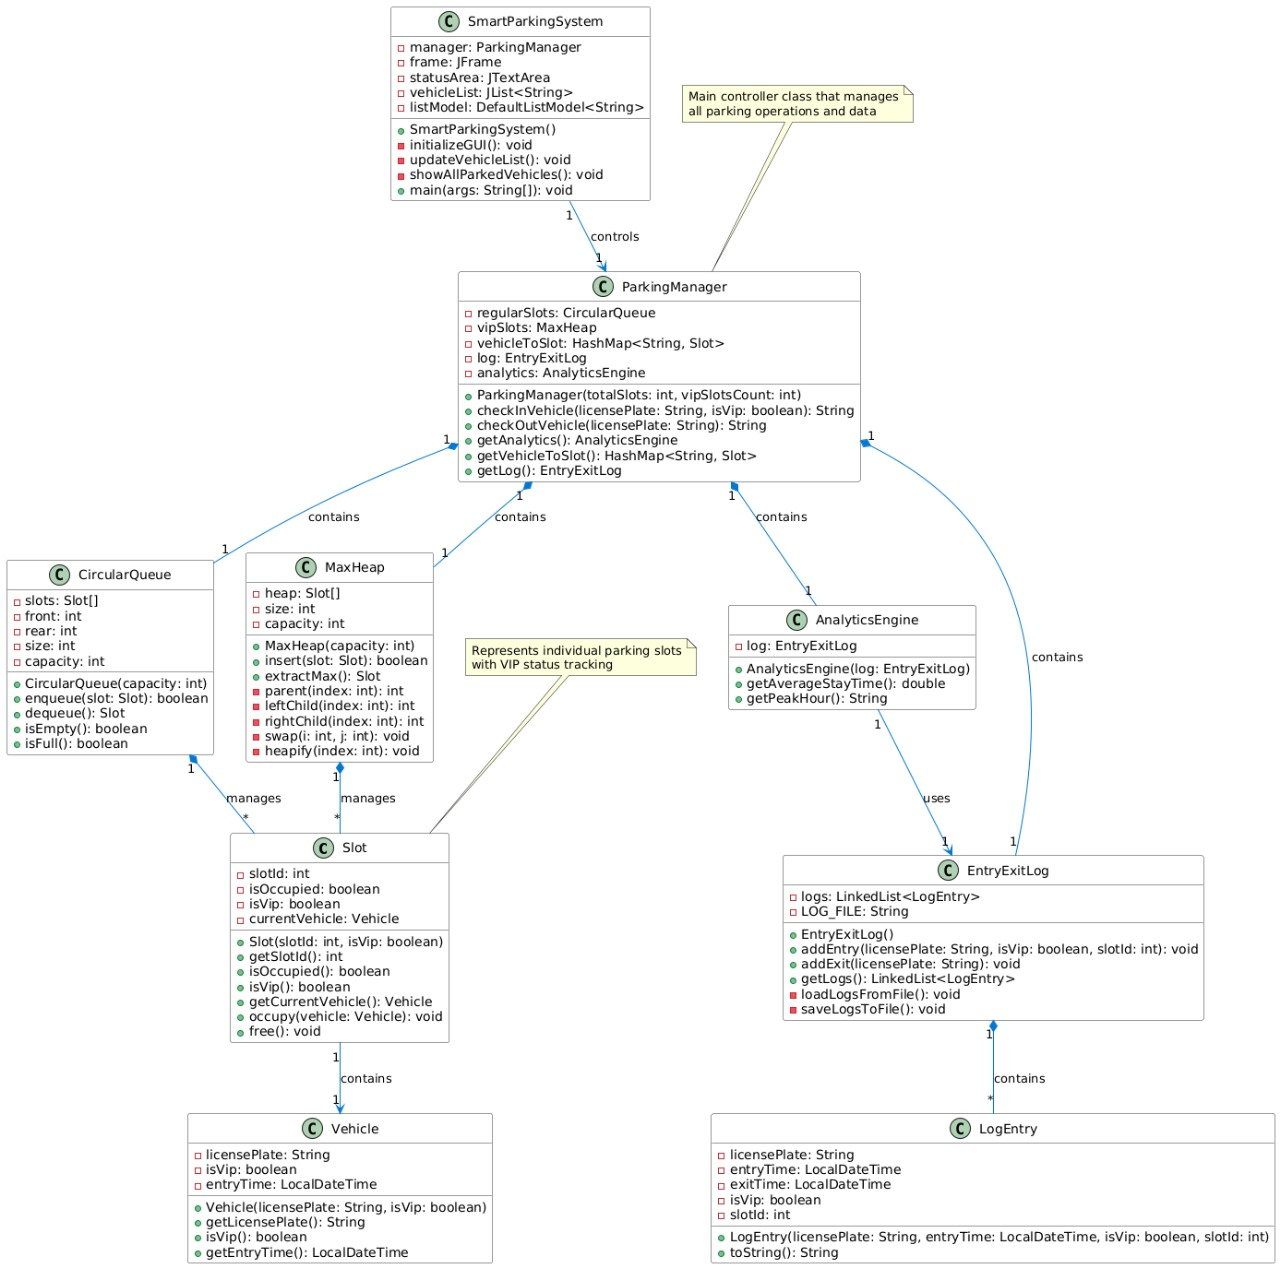 C SmartParkingSystem
manager: ParkingManager
frame: JFrame
statusArea: JTextArea
vehicleList: JList<String>
listModel: DefaultListModel<String>
SmartParkingSystem()
initializeGUI(): void
updateVehicleList(): void
showAllParkedVehicles(): void
main(args: String[]): void
Main controller class that manages
all parking operations and data
1
controls
1
C ParkingManager
regularSlots: CircularQueue
vipSlots: MaxHeap
vehicleToSlot: HashMap<String, Slot>
log: EntryExitLog
analytics: AnalyticsEngine
ParkingManager(totalSlots: int, vipSlotsCount: int)
checkInVehicle(licensePlate: String, isVip: boolean): String
checkOutVehicle(licensePlate: String): String
getAnalytics(): AnalyticsEngine
getVehicleToSlot(): HashMap<String, Slot>
getLog(): EntryExitLog
1
1
1
1
contains
contains
contains
contains
1
1
1
1
C CircularQueue
slots: Slot[]
front: int
rear: int
size: int
capacity: int
CircularQueue(capacity: int)
enqueue(slot: Slot): boolean
dequeue(): Slot
isEmpty(): boolean
isFull(): boolean
C MaxHeap
heap: Slot[]
size: int
capacity: int
MaxHeap(capacity: int)
insert(slot: Slot): boolean
extractMax(): Slot
parent(index: int): int
leftChild(index: int): int
rightChild(index: int): int
swap(i: int, j: int): void
heapify(index: int): void
Represents individual parking slots
with VIP status tracking
C AnalyticsEngine
log: EntryExitLog
AnalyticsEngine(log: EntryExitLog)
getAverageStayTime(): double
getPeakHour(): String
1
manages
*
1
manages
*
1
uses
1
C Slot
slotId: int
isOccupied: boolean
isVip: boolean
currentVehicle: Vehicle
Slot(slotId: int, isVip: boolean)
getSlotId(): int
isOccupied(): boolean
isVip(): boolean
getCurrentVehicle(): Vehicle
occupy(vehicle: Vehicle): void
free(): void
C EntryExitLog
logs: LinkedList<LogEntry>
LOG_FILE: String
EntryExitLog()
addEntry(licensePlate: String, isVip: boolean, slotId: int): void
addExit(licensePlate: String): void
getLogs(): LinkedList<LogEntry>
loadLogsFromFile(): void
saveLogsToFile(): void
1
contains
1
1
contains
*
C Vehicle
licensePlate: String
isVip: boolean
entryTime: LocalDateTime
Vehicle(licensePlate: String, isVip: boolean)
getLicensePlate(): String
isVip(): boolean
getEntryTime(): LocalDateTime
C LogEntry
licensePlate: String
entryTime: LocalDateTime
exitTime: LocalDateTime
isVip: boolean
slotId: int
LogEntry(licensePlate: String, entryTime: LocalDateTime, isVip: boolean, slotId: int)
toString(): String